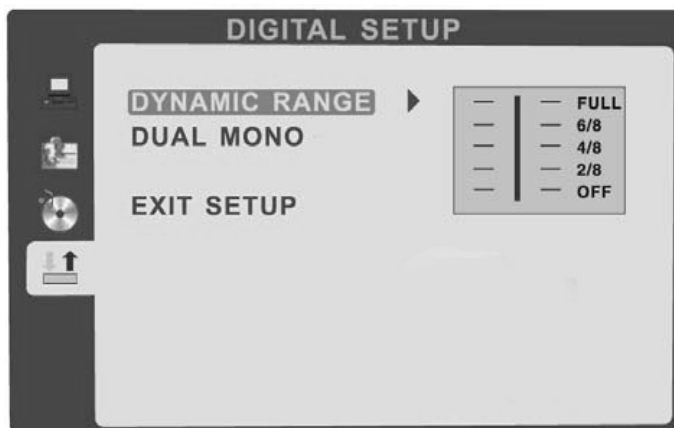 DIGITAL SETUP
DYNAMIC RANGE
DUAL MONO
EXIT SETUP
FULL
6/8
4/8
2/8
OFF